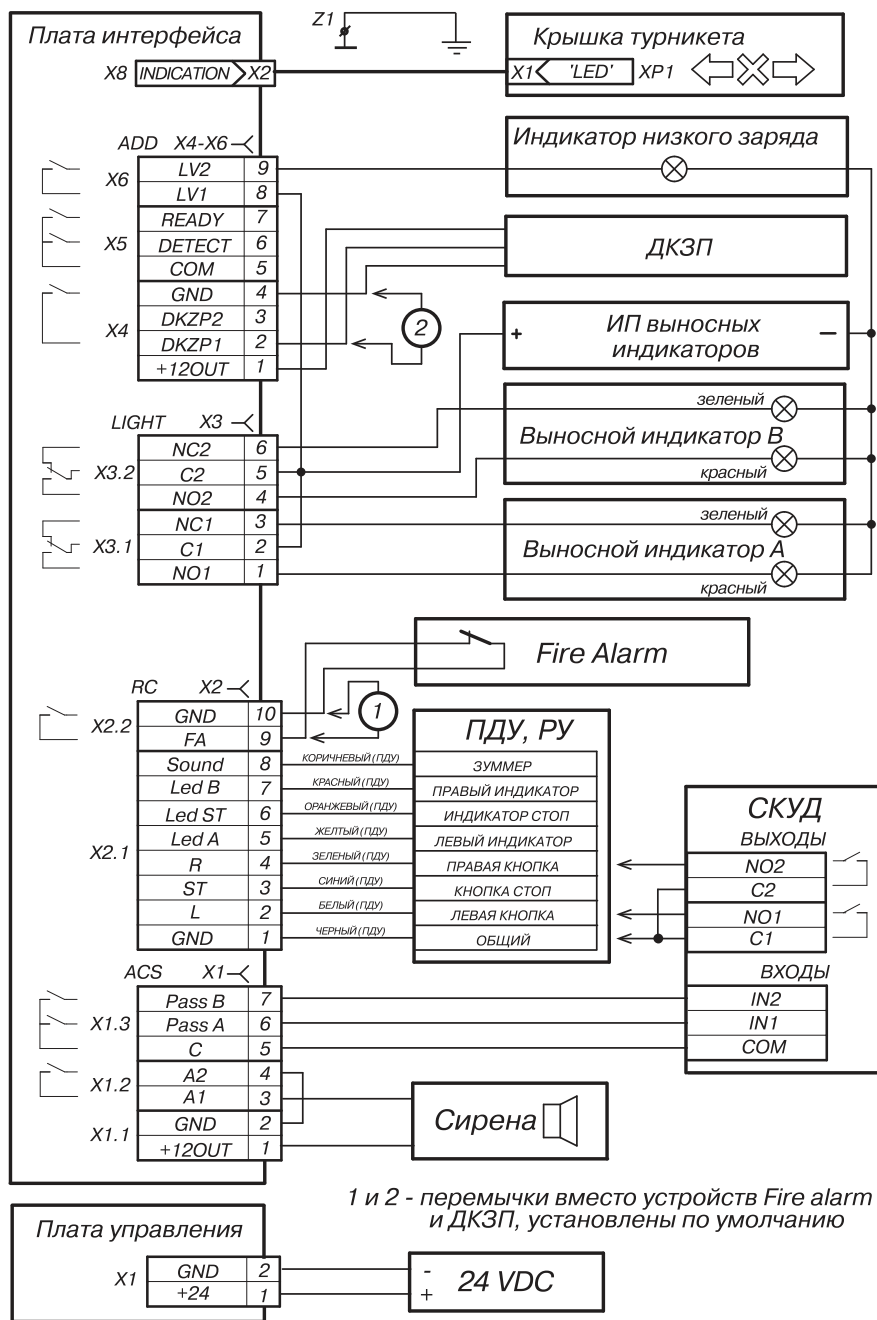 Плата интерфейса
Z1
Крышка турникета
X8 INDICATION X2
X1 'LED' XP1
ADD X4-X6
Индикатор низкого заряда
X6
LV2 9
LV1 8
X5
READY 7
DETECT 6
COM 5
ДКЗП
X4
GND 4
DKZP2 3
DKZP1 2
+12OUT 1
2
+ ИП выносных индикаторов −
LIGHT X3
X3.2
NC2 6
C2 5
NO2 4
зеленый
Выносной индикатор В
красный
X3.1
NC1 3
C1 2
NO1 1
зеленый
Выносной индикатор А
красный
Fire Alarm
RC X2
X2.2
GND 10
FA 9
1
ПДУ, РУ
X2.1
Sound 8 КОРИЧНЕВЫЙ (ПДУ) ЗУММЕР
Led B 7 КРАСНЫЙ (ПДУ) ПРАВЫЙ ИНДИКАТОР
Led ST 6 ОРАНЖЕВЫЙ (ПДУ) ИНДИКАТОР СТОП
Led A 5 ЖЕЛТЫЙ (ПДУ) ЛЕВЫЙ ИНДИКАТОР
R 4 ЗЕЛЕНЫЙ (ПДУ) ПРАВАЯ КНОПКА
ST 3 СИНИЙ (ПДУ) КНОПКА СТОП
L 2 БЕЛЫЙ (ПДУ) ЛЕВАЯ КНОПКА
GND 1 ЧЕРНЫЙ (ПДУ) ОБЩИЙ
СКУД
ВЫХОДЫ
NO2
C2
NO1
C1
ВХОДЫ
IN2
IN1
COM
ACS X1
X1.3
Pass B 7
Pass A 6
C 5
X1.2
A2 4
A1 3
X1.1
GND 2
+12OUT 1
Сирена
1 и 2 - перемычки вместо устройств Fire alarm
и ДКЗП, установлены по умолчанию
Плата управления
X1
GND 2
+24 1
- 24 VDC
+